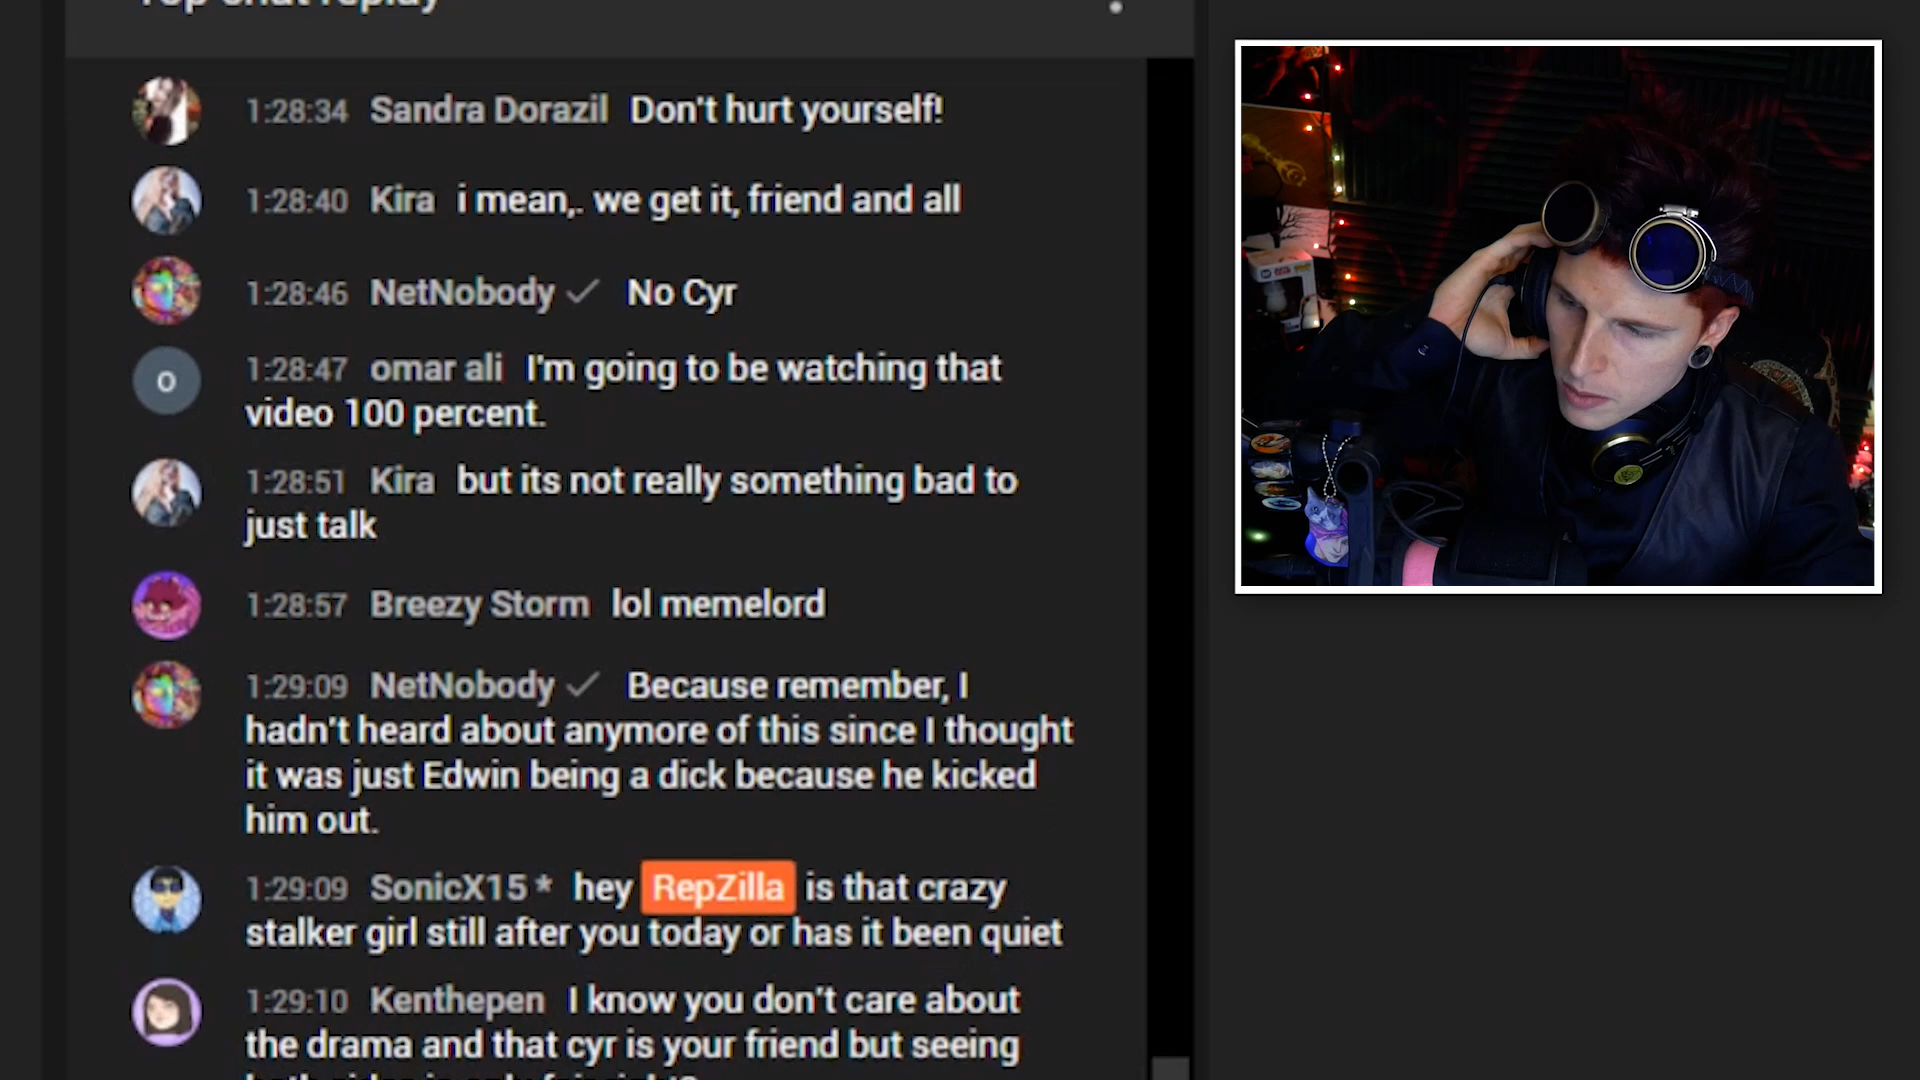 Top chat replay
1:28:34 Sandra Dorazil Don't hurt yourself!
1:28:40 Kira i mean,. we get it, friend and all
1:28:46 NetNobody No Cyr
O
1:28:47 omar ali I'm going to be watching that
video 100 percent.
1:28:51 Kira but its not really something bad to
just talk
1:28:57 Breezy Storm lol memelord
1:29:09 NetNobody Because remember, I
hadn't heard about anymore of this since I thought
it was just Edwin being a dick because he kicked
him out.
1:29:09 SonicX15 * hey RepZilla is that crazy
stalker girl still after you today or has it been quiet
1:29:10 Kenthepen I know you don't care about
the drama and that cyr is your friend but seeing